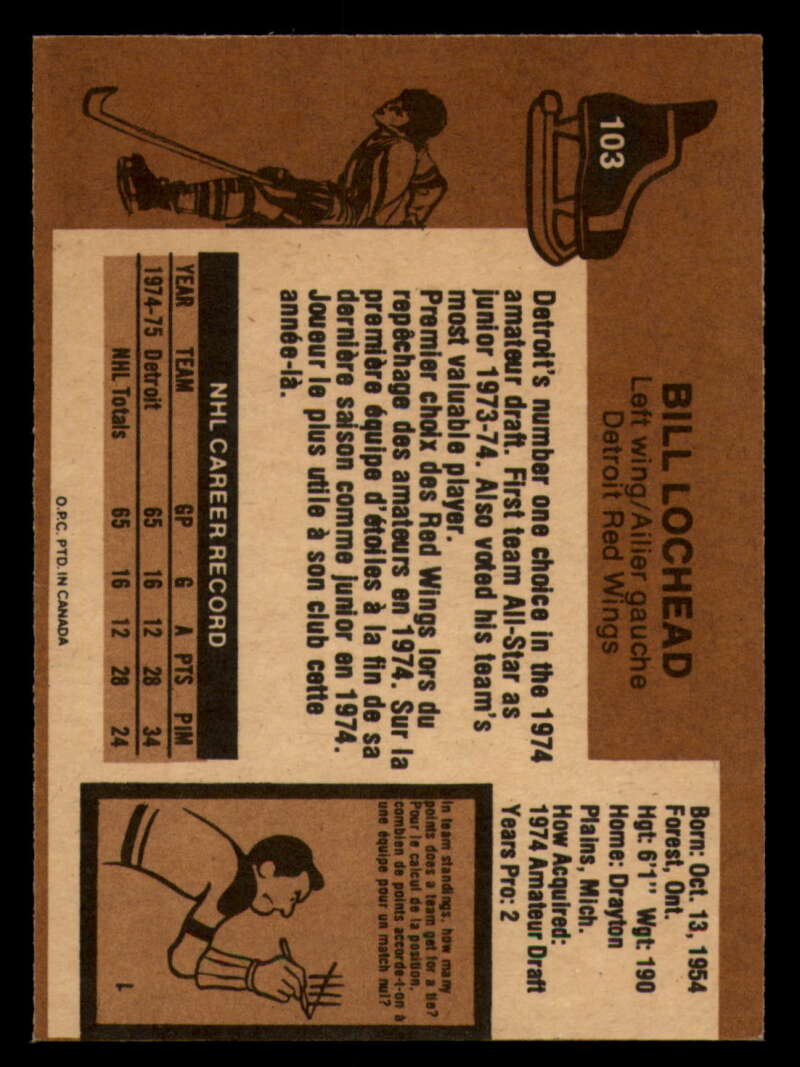 103
BILL LOCHEAD
Left wing/Ailier gauche
Detroit Red Wings
Born: Oct. 13, 1954
Forest, Ont.
Hgt: 6'1" Wgt: 190
Home: Drayton
Plains, Mich.
How Acquired:
1974 Amateur Draft
Years Pro: 2
Detroit's number one choice in the 1974
amateur draft. First team All-Star as
junior 1973-74. Also voted his team's
most valuable player.
Premier choix des Red Wings lors du
repêchage des amateurs en 1974. Sur la
première équipe d'étoiles à la fin de sa
dernière saison comme junior en 1974.
Joueur le plus utile à son club cette
année-là.
NHL CAREER RECORD
YEAR TEAM GP G A PTS PIM
1974-75 Detroit 65 16 12 28 34
NHL Totals 65 16 12 28 24
O.P.C. PTD. IN CANADA
In team standings, how many
points does a team get for a tie?
Pour le calcul de la position,
combien de points accorde-t-on à
une équipe pour un match nul?
1